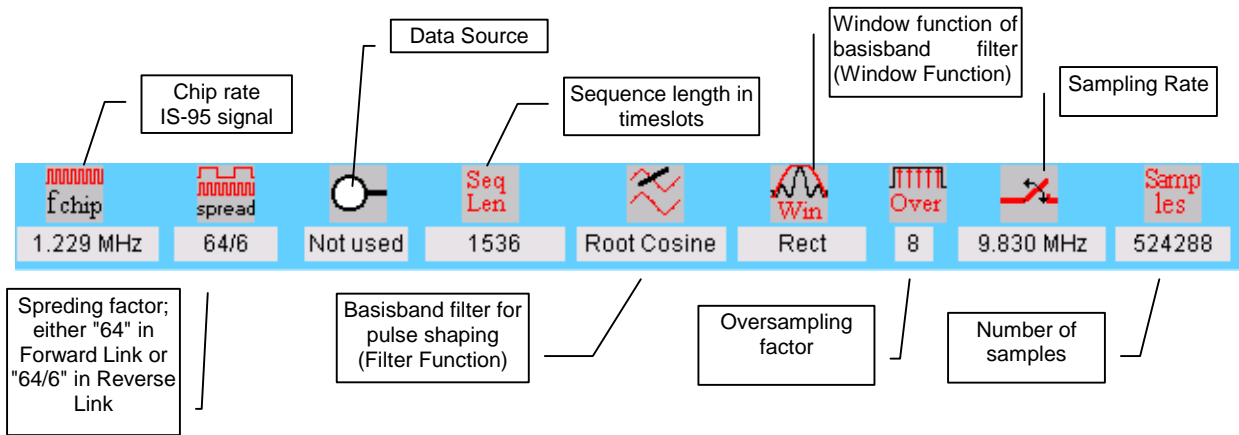 Data Source
Window function of
basisband filter
(Window Function)
Chip rate
IS-95 signal
Sequence length in
timeslots
Sampling Rate
fchip
spread
Seq
Len
Win
Over
Samp
les
1.229 MHz
64/6
Not used
1536
Root Cosine
Rect
8
9.830 MHz
524288
Spreding factor;
either "64" in
Forward Link or
"64/6" in Reverse
Link
Basisband filter for
pulse shaping
(Filter Function)
Oversampling
factor
Number of
samples